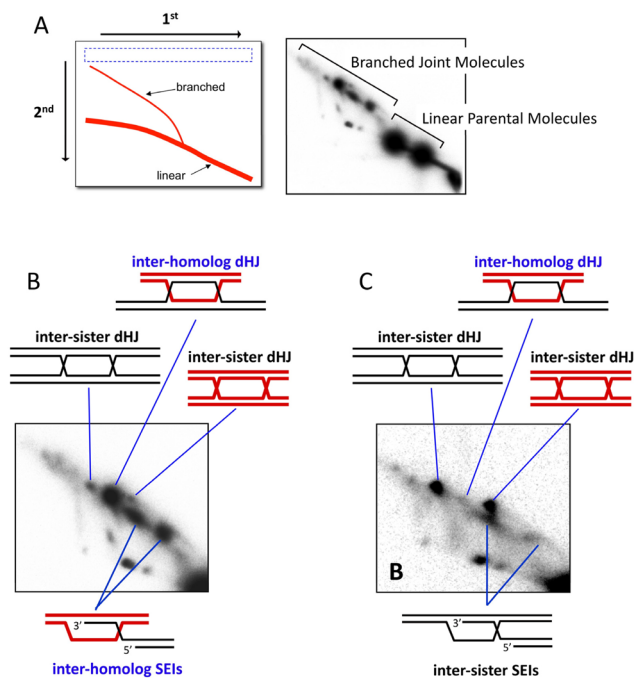 A
1st
2nd
branched
linear
Branched Joint Molecules
Linear Parental Molecules
B
inter-homolog dHJ
inter-sister dHJ
inter-sister dHJ
3′
5′
inter-homolog SEIs
C
inter-homolog dHJ
inter-sister dHJ
inter-sister dHJ
B
3′
5′
inter-sister SEIs